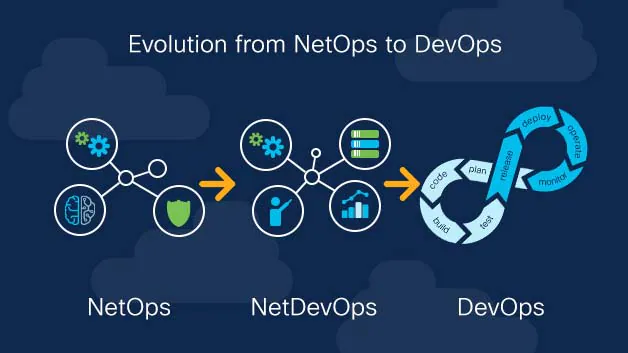 Evolution from NetOps to DevOps
plan
code
build
test
release
deploy
operate
monitor
NetOps
NetDevOps
DevOps